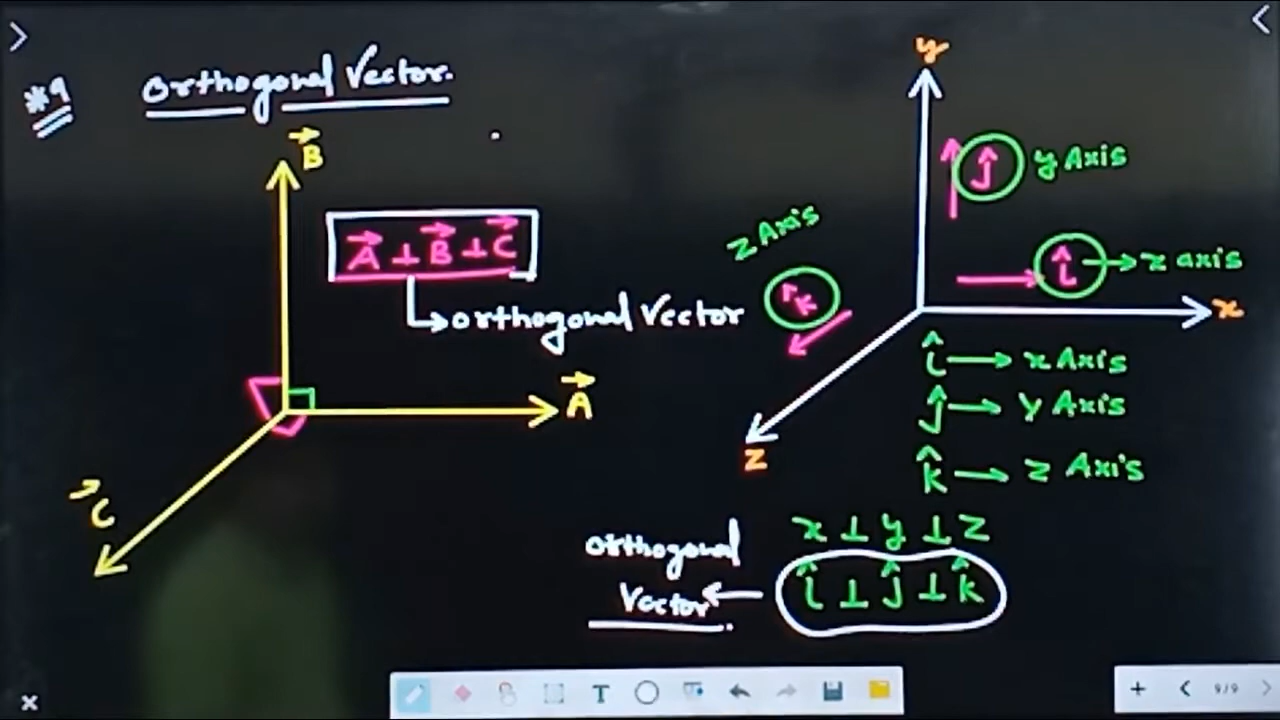 *9 Orthogonal Vector.
B⃗
A⃗ ⊥ B⃗ ⊥ C⃗
orthogonal Vector
A⃗
C⃗
y
ĵ y Axis
z Axis
k̂
î → x axis
x
z
î → x Axis
ĵ → y Axis
k̂ → z Axis
x ⊥ y ⊥ z
î ⊥ ĵ ⊥ k̂
orthogonal
Vector.
T
9/9